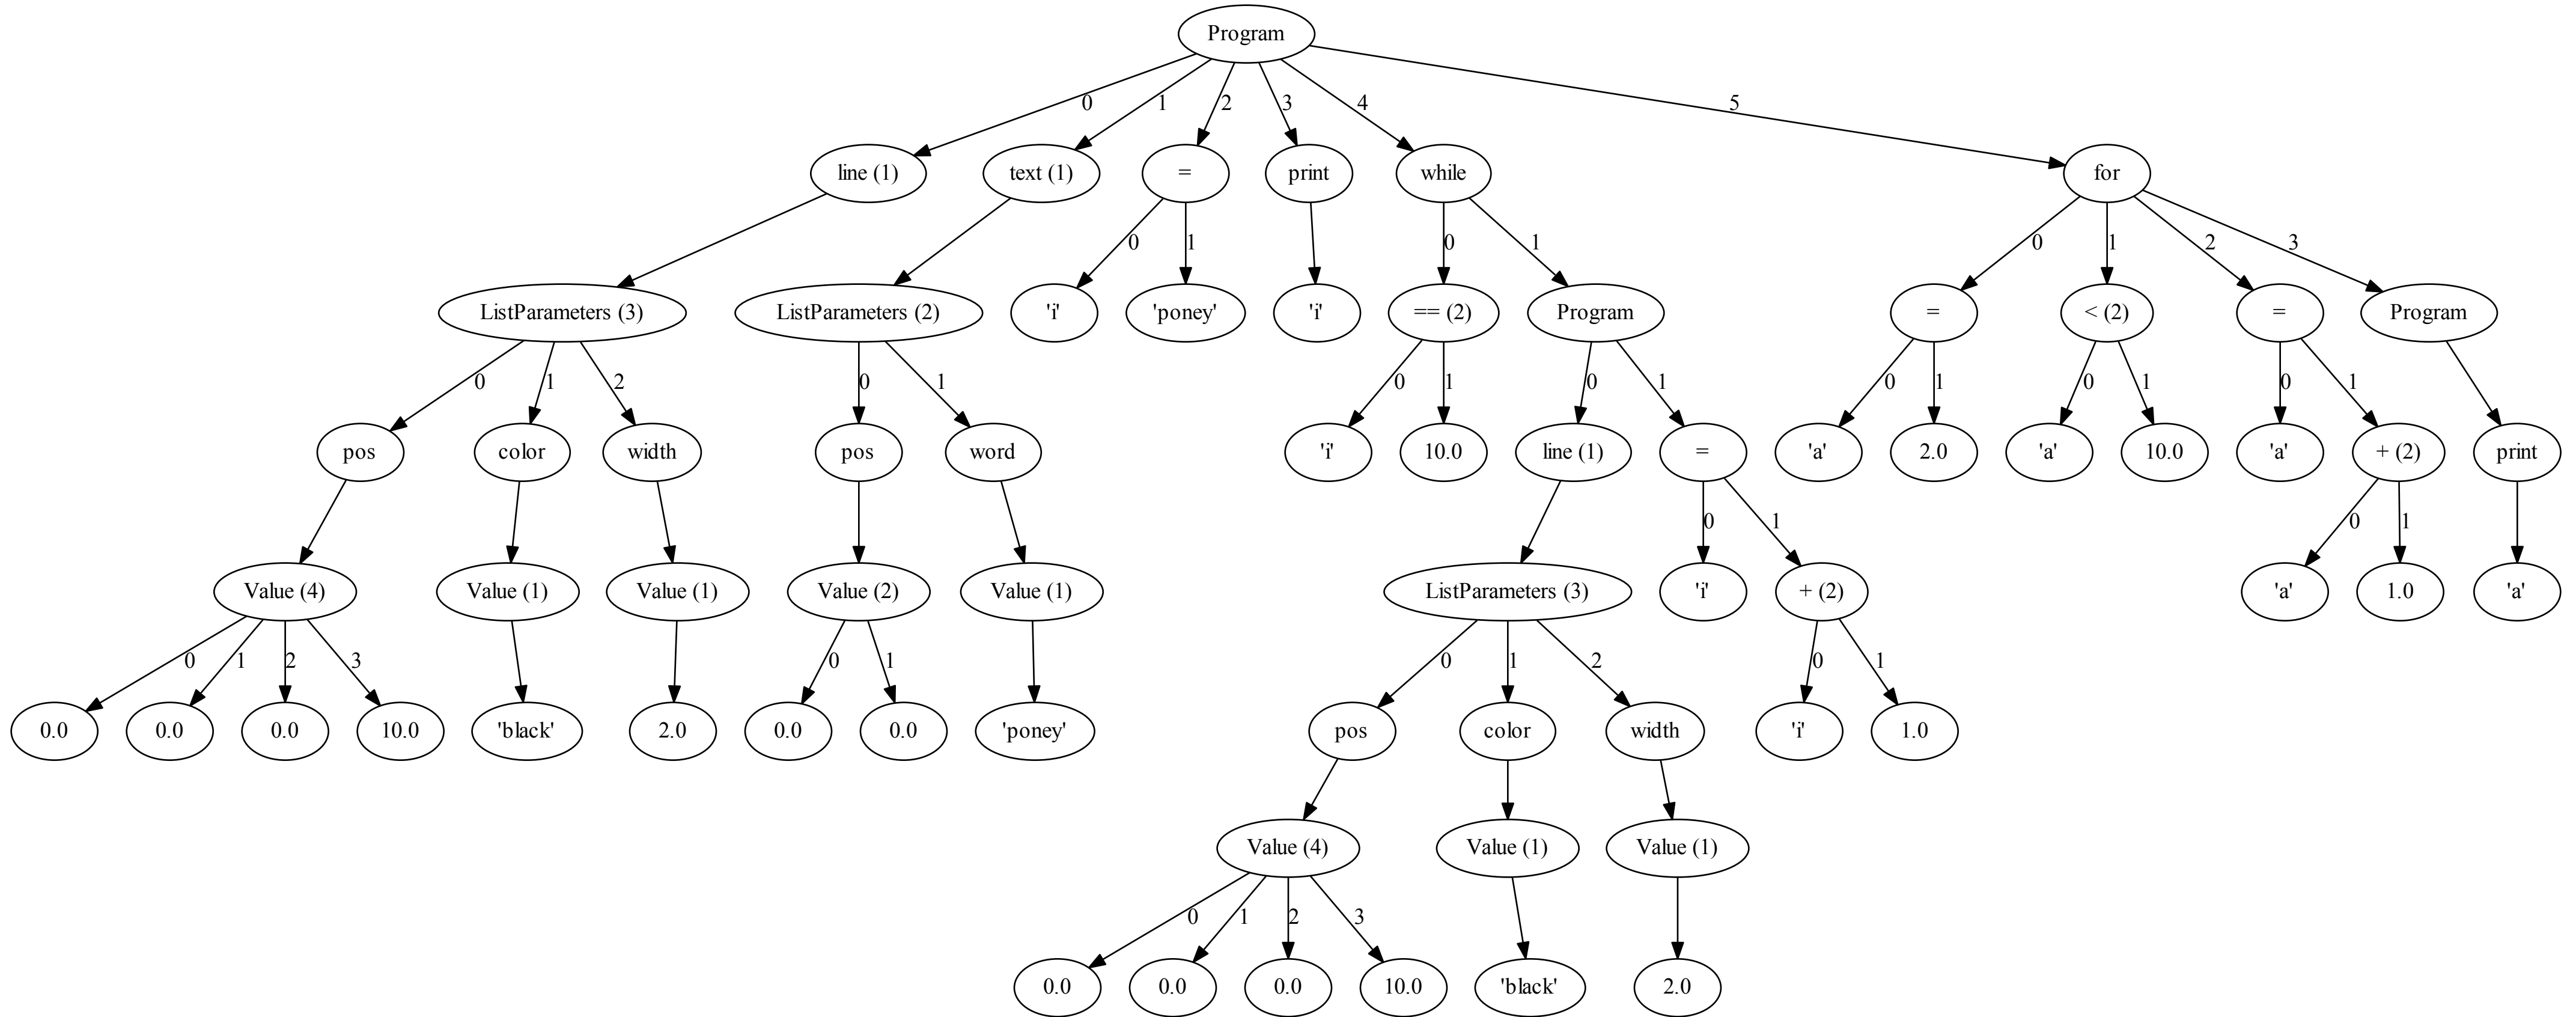 Program
0 1 2 3 4 5
line (1) text (1) = print while for
0 1 0 1 0 1 2 3
ListParameters (3) ListParameters (2) 'i' 'poney' 'i' == (2) Program = < (2) = Program
0 1 2 0 1 0 1 0 1 0 1 0 1 0 1
pos color width pos word 'i' 10.0 line (1) = 'a' 2.0 'a' 10.0 'a' + (2) print
0 1 0 1
Value (4) Value (1) Value (1) Value (2) Value (1) ListParameters (3) 'i' + (2) 'a' 1.0 'a'
0 1 2 3 0 1 0 1 2 0 1
0.0 0.0 0.0 10.0 'black' 2.0 0.0 0.0 'poney' pos color width 'i' 1.0
Value (4) Value (1) Value (1)
0 1 2 3
0.0 0.0 0.0 10.0 'black' 2.0